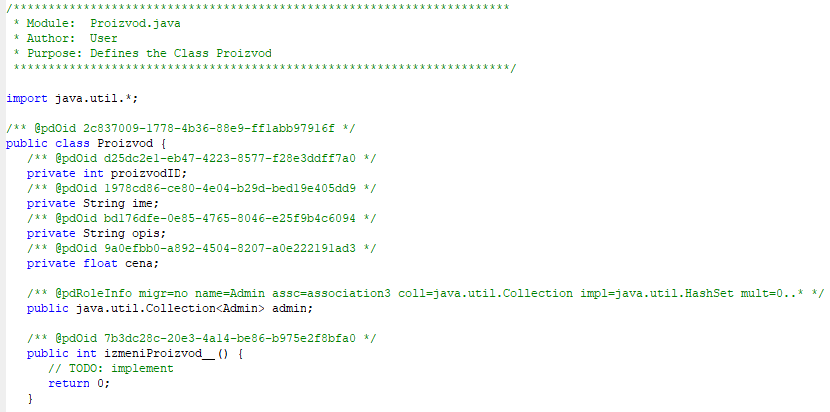 /***********************************************************************
 * Module:  Proizvod.java
 * Author:  User
 * Purpose: Defines the Class Proizvod
 ***********************************************************************/
import java.util.*;
/** @pdOid 2c837009-1778-4b36-88e9-ff1abb97916f */
public class Proizvod {
   /** @pdOid d25dc2e1-eb47-4223-8577-f28e3ddff7a0 */
   private int proizvodID;
   /** @pdOid 1978cd86-ce80-4e04-b29d-bed19e405dd9 */
   private String ime;
   /** @pdOid bd176dfe-0e85-4765-8046-e25f9b4c6094 */
   private String opis;
   /** @pdOid 9a0efbb0-a892-4504-8207-a0e222191ad3 */
   private float cena;
   /** @pdRoleInfo migr=no name=Admin assc=association3 coll=java.util.Collection impl=java.util.HashSet mult=0..* */
   public java.util.Collection<Admin> admin;
   /** @pdOid 7b3dc28c-20e3-4a14-be86-b975e2f8bfa0 */
   public int izmeniProizvod__() {
      // TODO: implement
      return 0;
   }